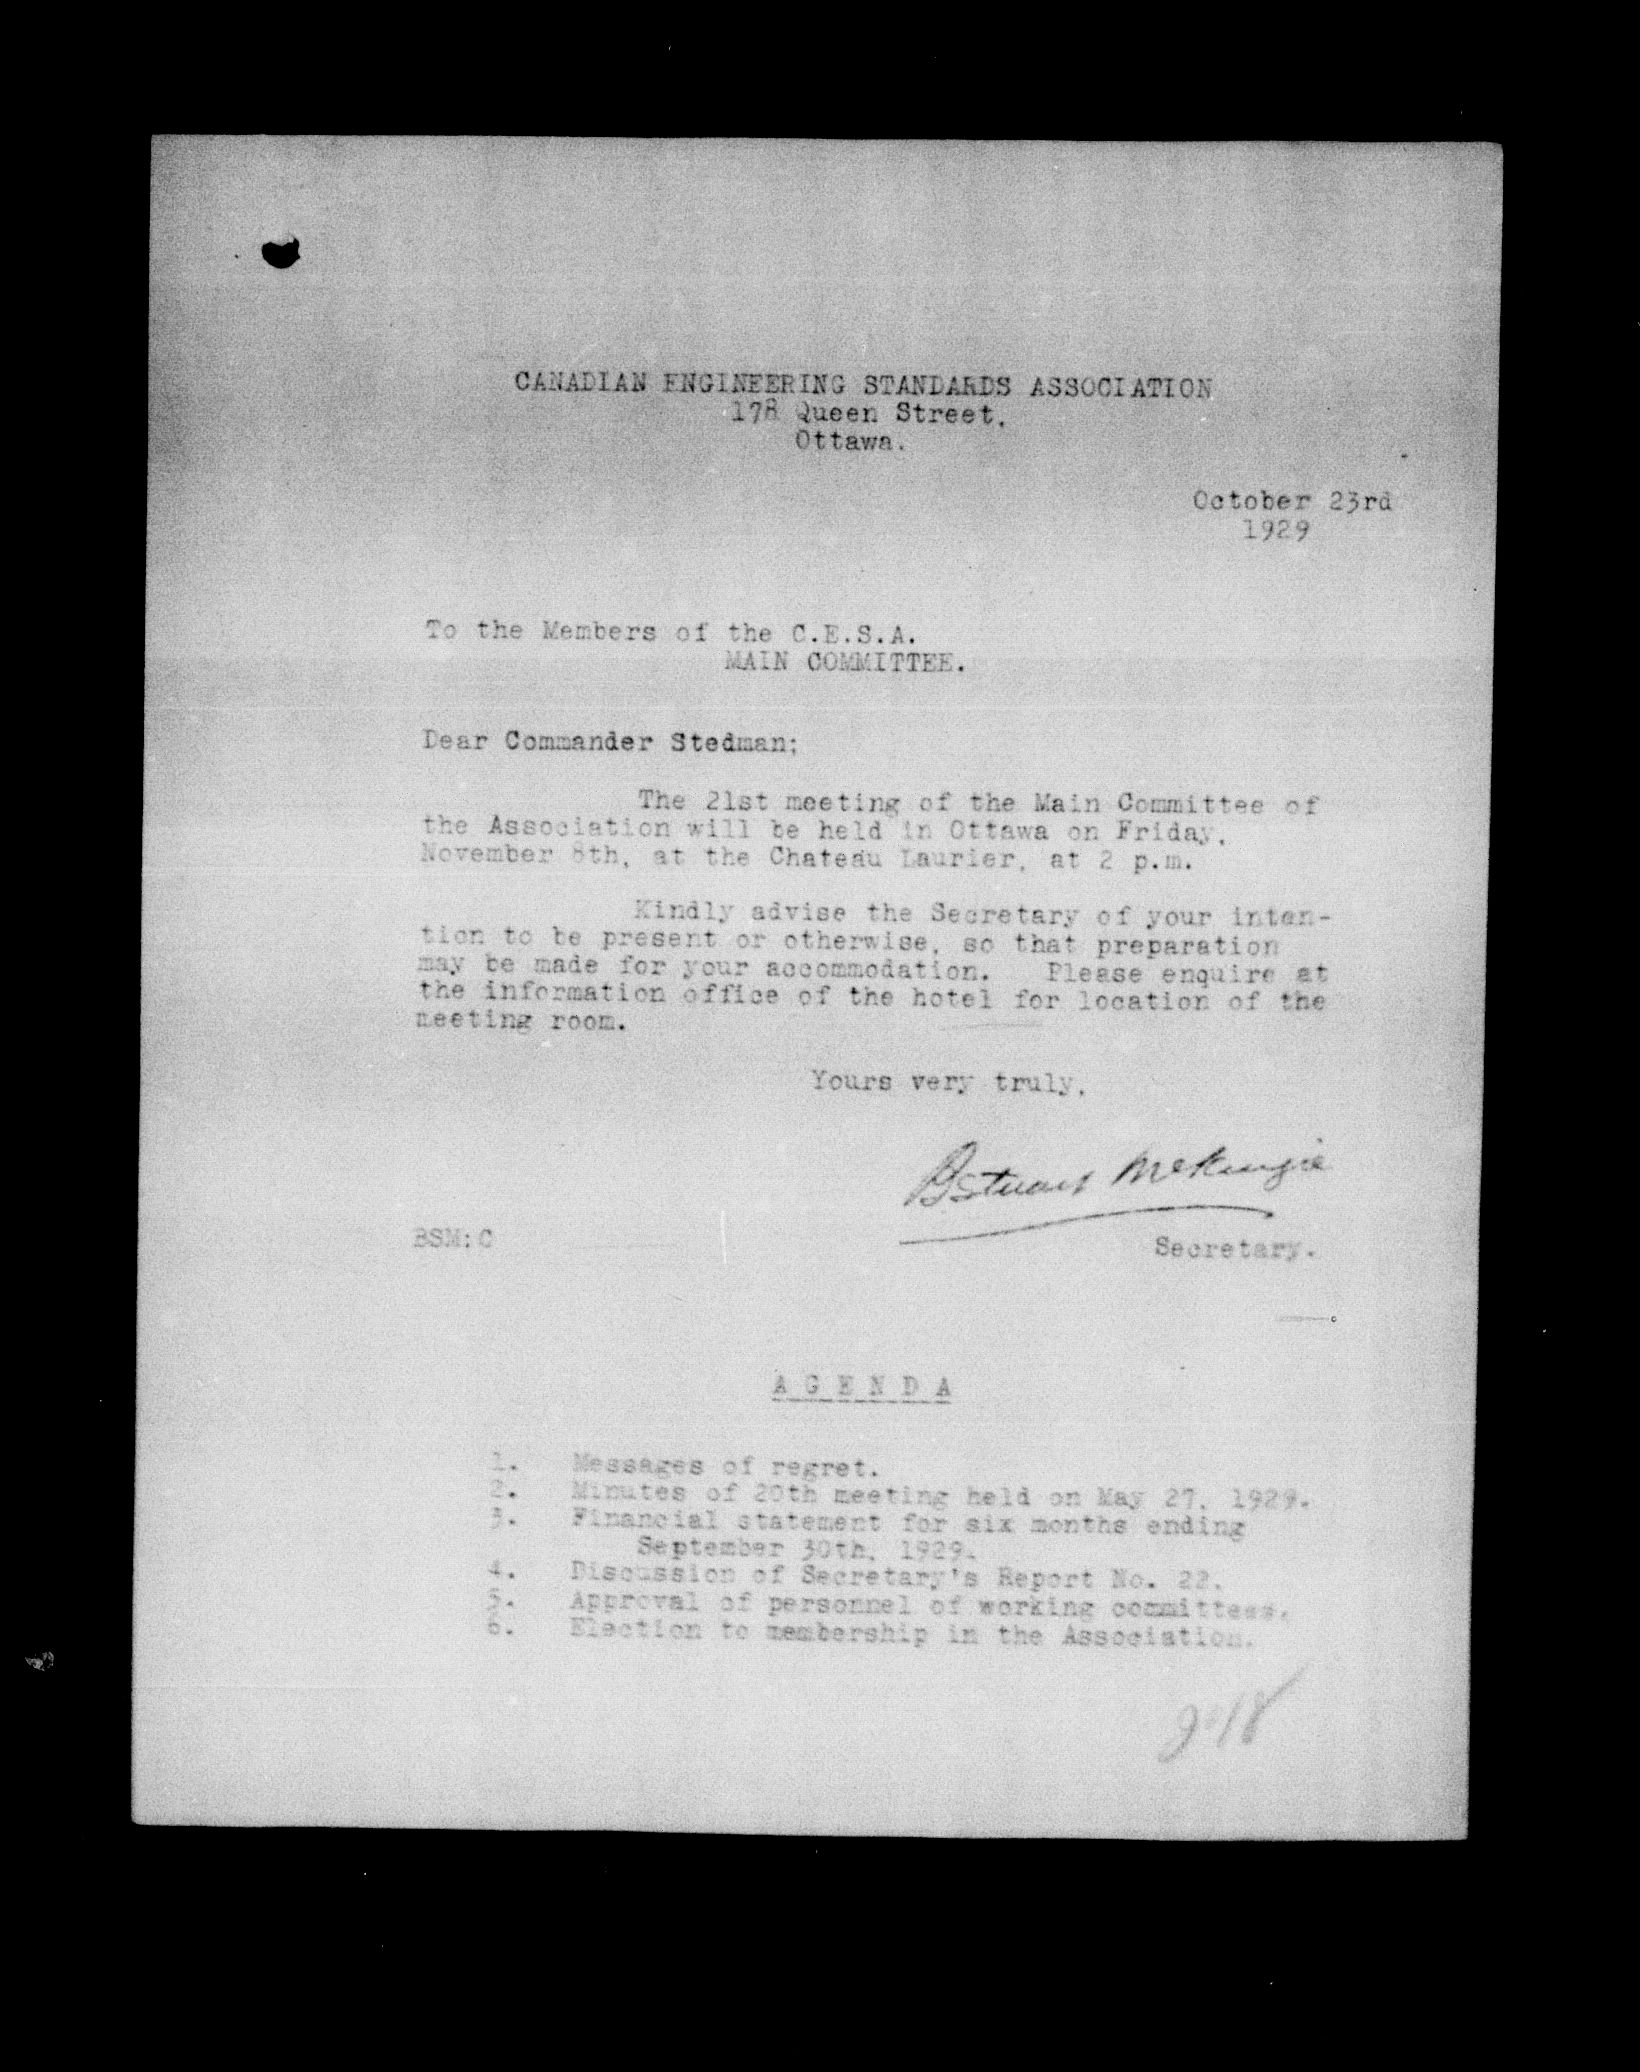 CANADIAN ENGINEERING STANDARDS ASSOCIATION
178 Queen Street,
Ottawa.
October 23rd
1929
To the Members of the C.E.S.A.
MAIN COMMITTEE.
Dear Commander Stedman;
The 21st meeting of the Main Committee of
the Association will be held in Ottawa on Friday,
November 8th, at the Chateau Laurier, at 2 p.m.
Kindly advise the Secretary of your inten-
tion to be present or otherwise, so that preparation
may be made for your accommodation. Please enquire at
the information office of the hotel for location of the
meeting room.
Yours very truly,
B Stuart McKenzie
BSM:C
Secretary.
AGENDA
1. Messages of regret.
2. Minutes of 20th meeting held on May 27, 1929.
3. Financial statement for six months ending
September 30th, 1929.
4. Discussion of Secretary's Report No. 22.
5. Approval of personnel of working committees.
6. Election to membership in the Association.